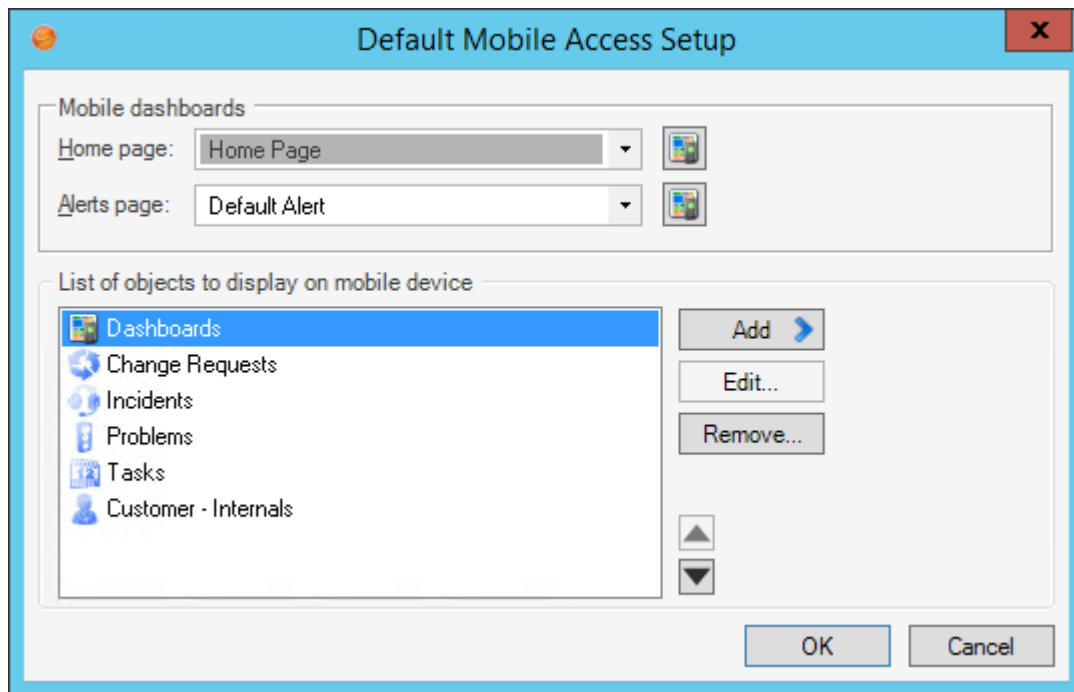 Default Mobile Access Setup
x
Mobile dashboards
Home page: Home Page
Alerts page: Default Alert
List of objects to display on mobile device
Dashboards
Change Requests
Incidents
Problems
Tasks
Customer - Internals
Add
Edit...
Remove...
OK Cancel